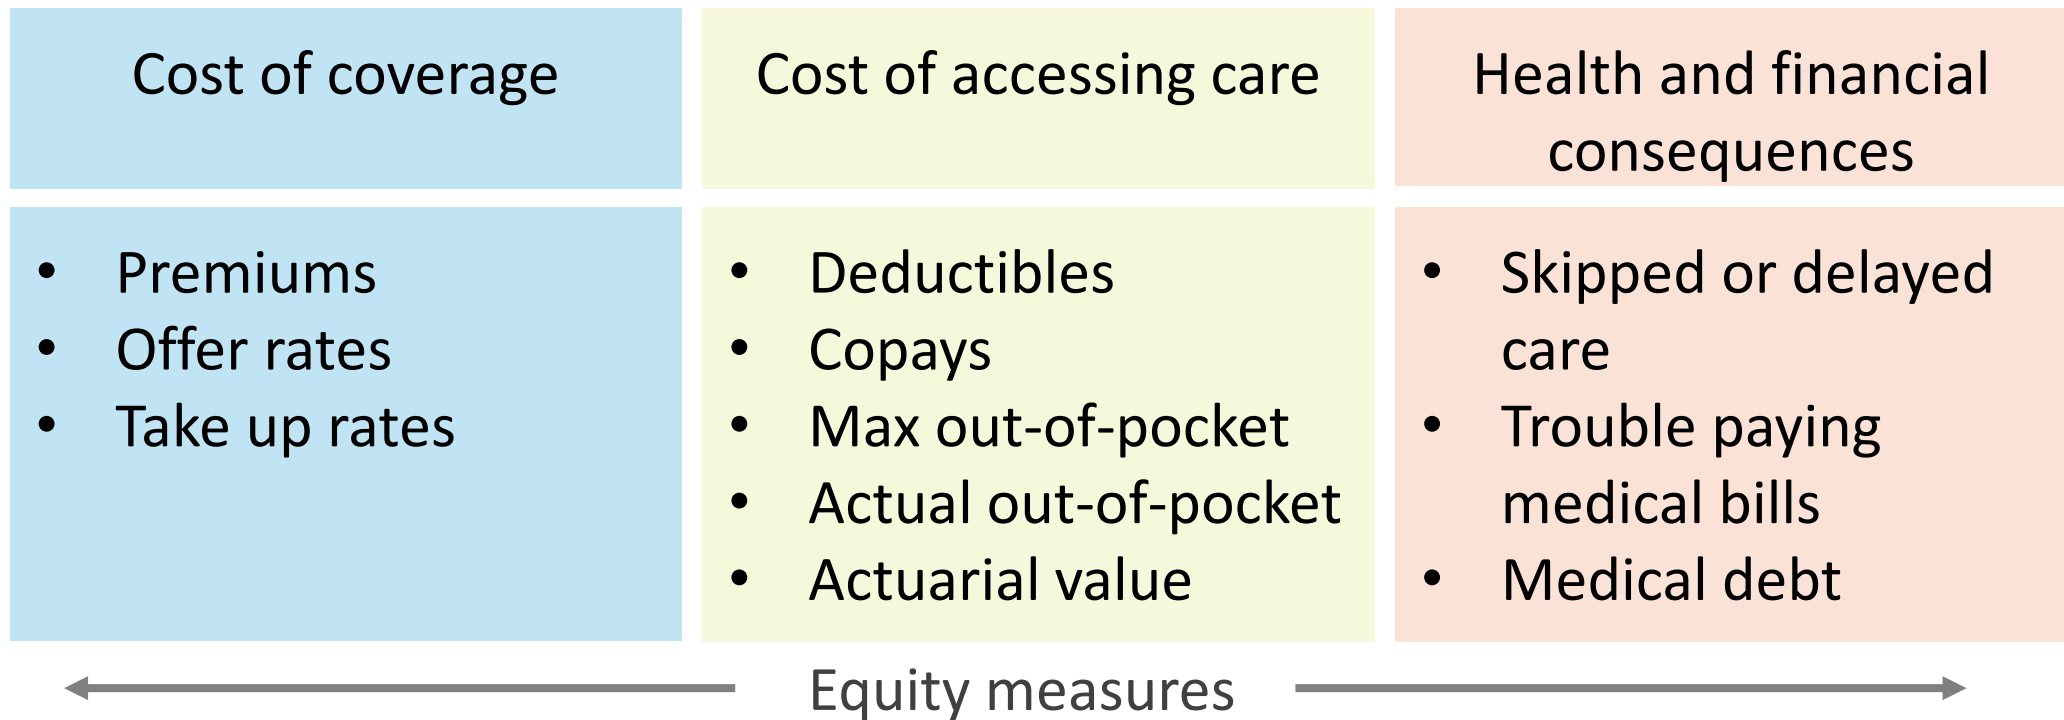 Cost of coverage
Cost of accessing care
Health and financial
consequences
• Premiums
• Offer rates
• Take up rates
• Deductibles
• Copays
• Max out-of-pocket
• Actual out-of-pocket
• Actuarial value
• Skipped or delayed
care
• Trouble paying
medical bills
• Medical debt
Equity measures